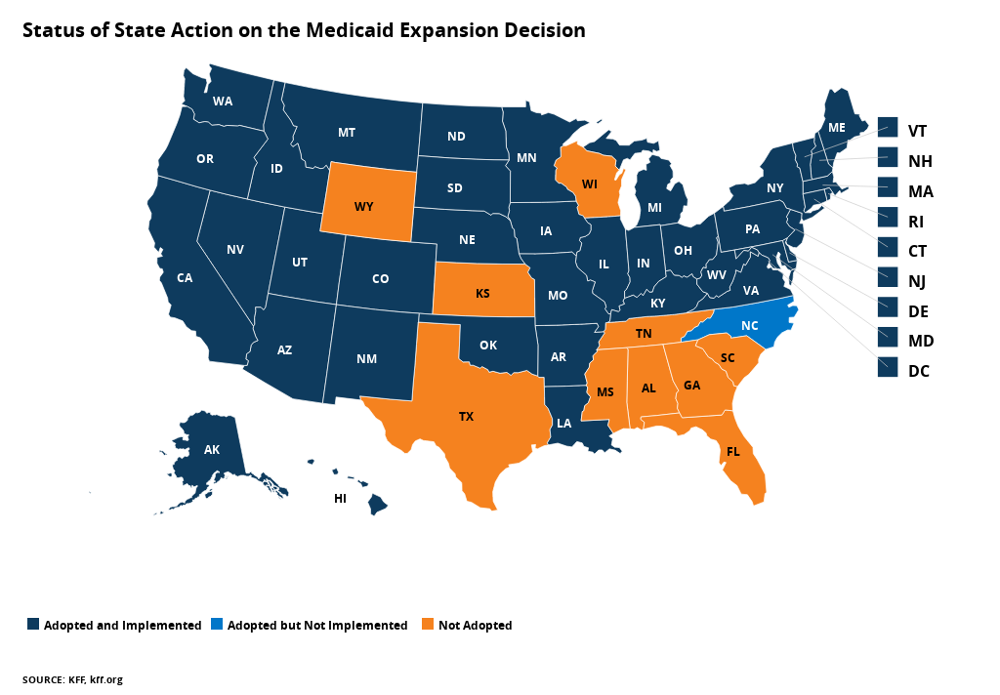 Status of State Action on the Medicaid Expansion Decision
WA
MT
ND
MN
ME
VT
OR
ID
SD
WI
NH
WY
MI
NY
MA
RI
NV
NE
IA
PA
CT
CA
UT
CO
KS
MO
IL
IN
OH
WV
VA
NJ
KY
DE
AZ
NM
OK
AR
TN
NC
MD
SC
DC
MS
AL
GA
TX
LA
FL
AK
HI
Adopted and Implemented Adopted but Not Implemented Not Adopted
SOURCE: KFF, kff.org